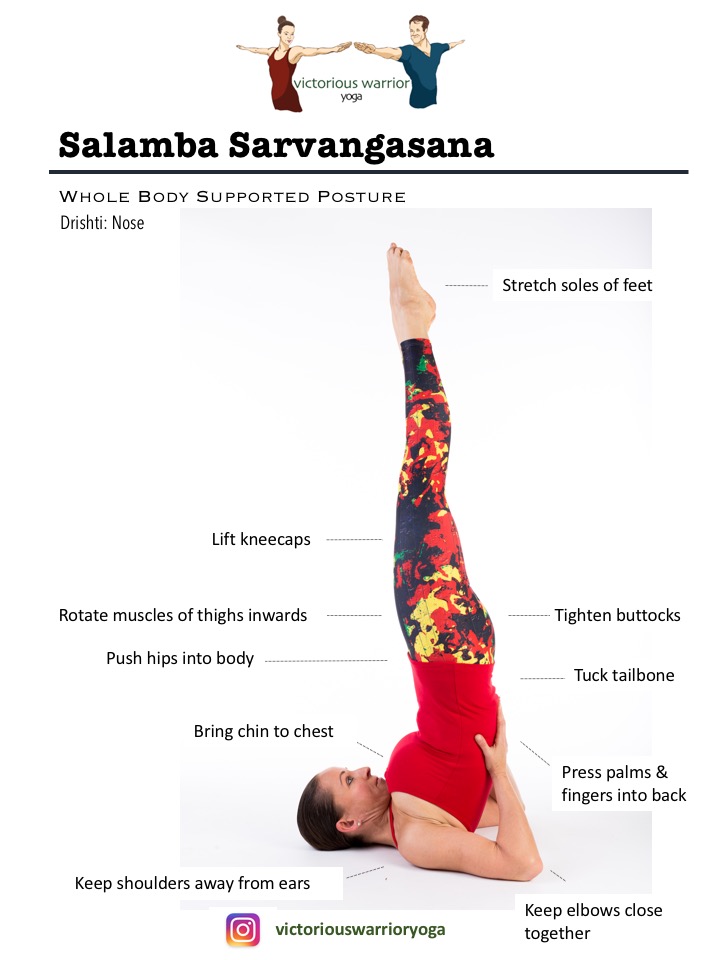 victorious warrior
yoga
Salamba Sarvangasana
WHOLE BODY SUPPORTED POSTURE
Drishti: Nose
Stretch soles of feet
Lift kneecaps
Rotate muscles of thighs inwards
Tighten buttocks
Push hips into body
Tuck tailbone
Bring chin to chest
Press palms &
fingers into back
Keep shoulders away from ears
Keep elbows close
together
victoriouswarrioryoga